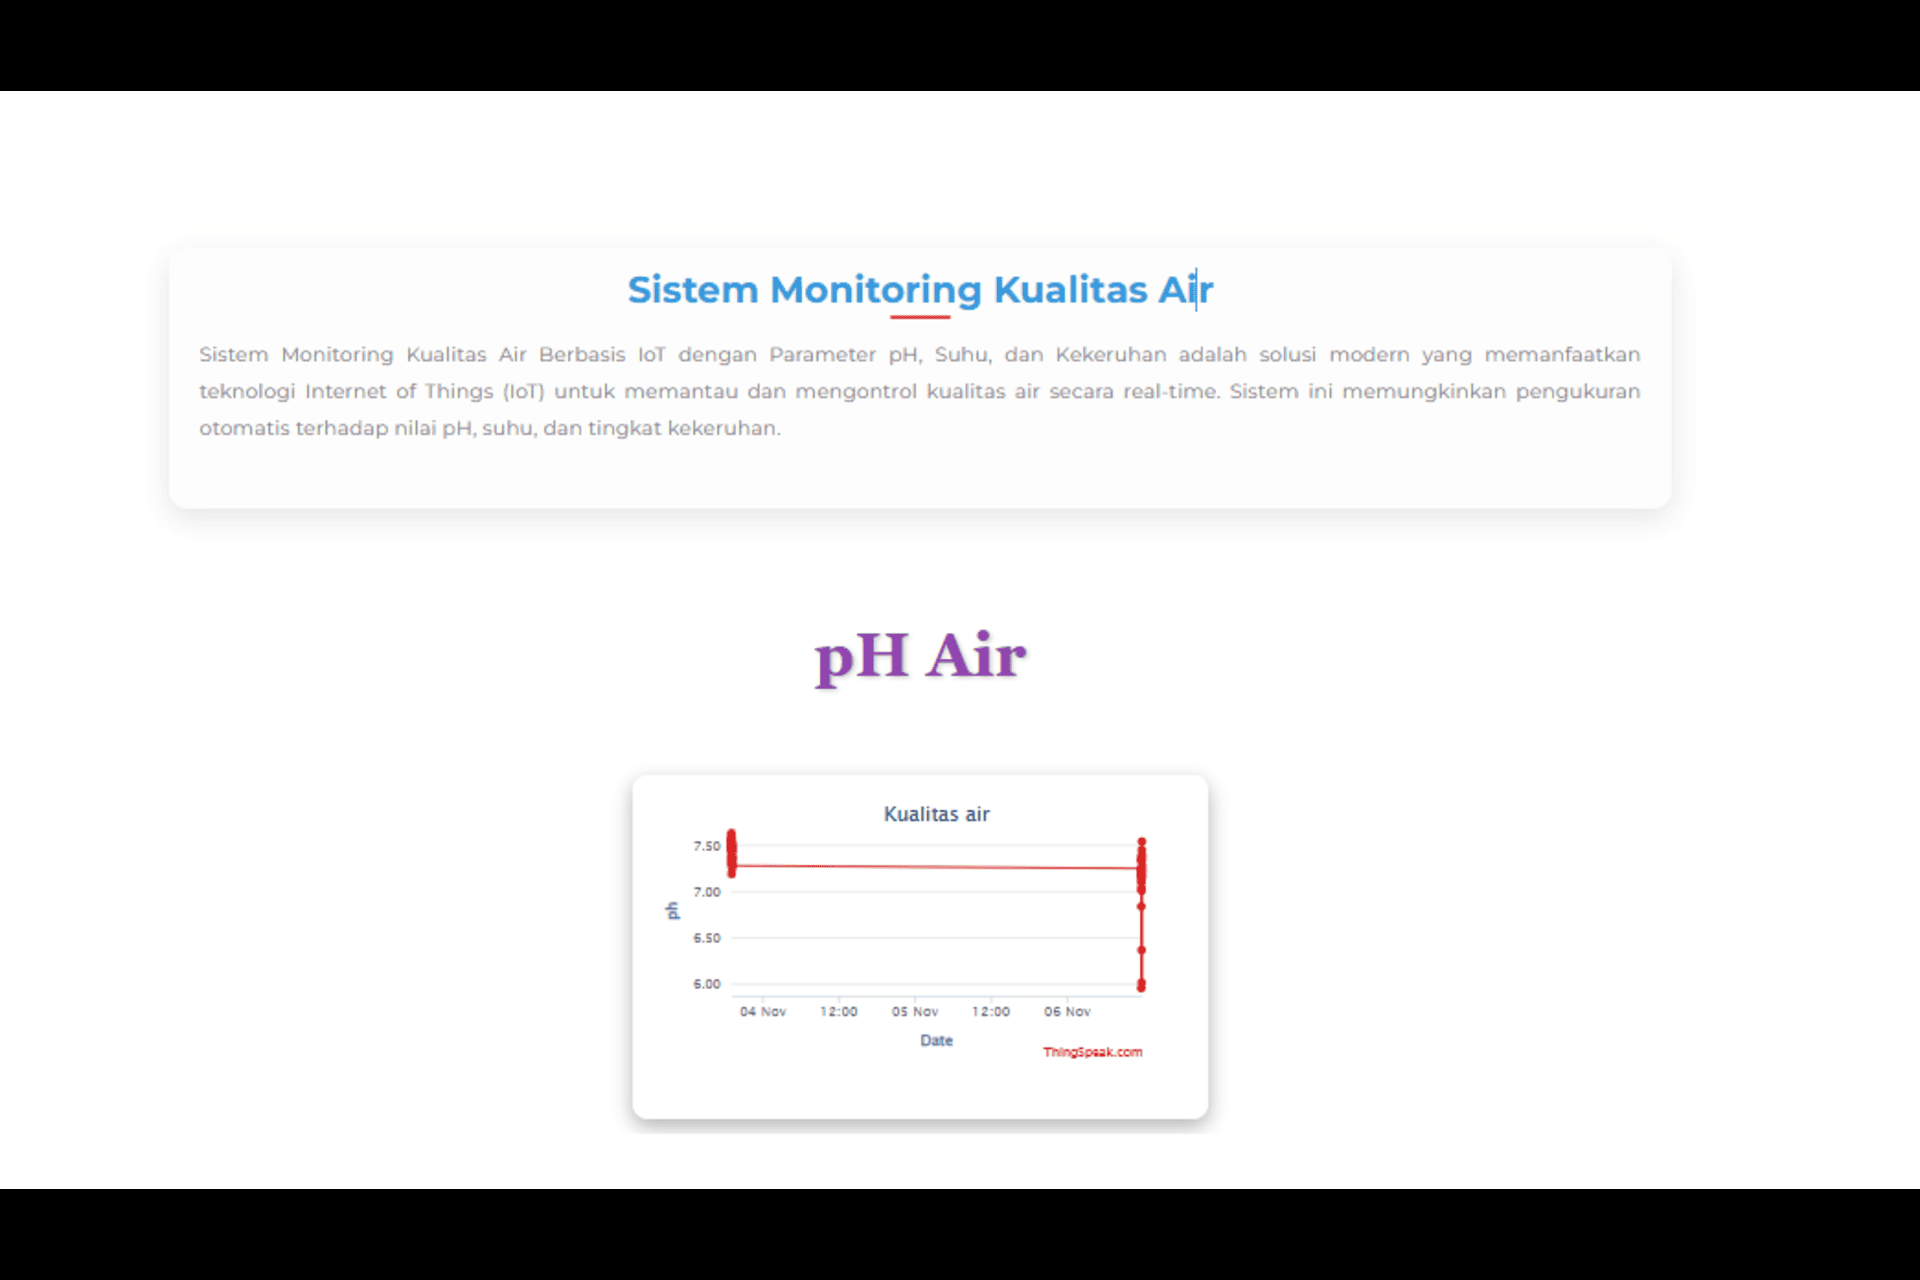 Sistem Monitoring Kualitas Air
Sistem Monitoring Kualitas Air Berbasis IoT dengan Parameter pH, Suhu, dan Kekeruhan adalah solusi modern yang memanfaatkan
teknologi Internet of Things (IoT) untuk memantau dan mengontrol kualitas air secara real-time. Sistem ini memungkinkan pengukuran
otomatis terhadap nilai pH, suhu, dan tingkat kekeruhan.
pH Air
Kualitas air
7.50
7.00
6.50
6.00
ph
04 Nov 12:00 05 Nov 12:00 06 Nov
Date
ThingSpeak.com